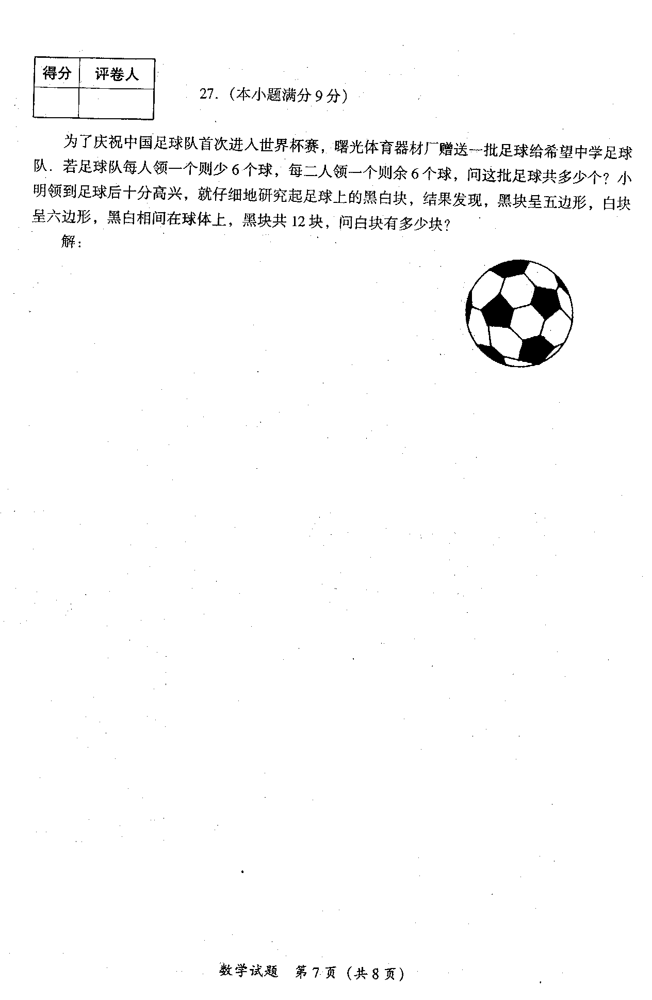 得分 评卷人
27.（本小题满分9分）
为了庆祝中国足球队首次进入世界杯赛，曙光体育器材厂赠送一批足球给希望中学足球
队．若足球队每人领一个则少6个球，每二人领一个则余6个球，问这批足球共多少个？小
明领到足球后十分高兴，就仔细地研究起足球上的黑白块，结果发现，黑块呈五边形，白块
呈六边形，黑白相间在球体上，黑块共12块，问白块有多少块？
解：
数学试题 第7页（共8页）